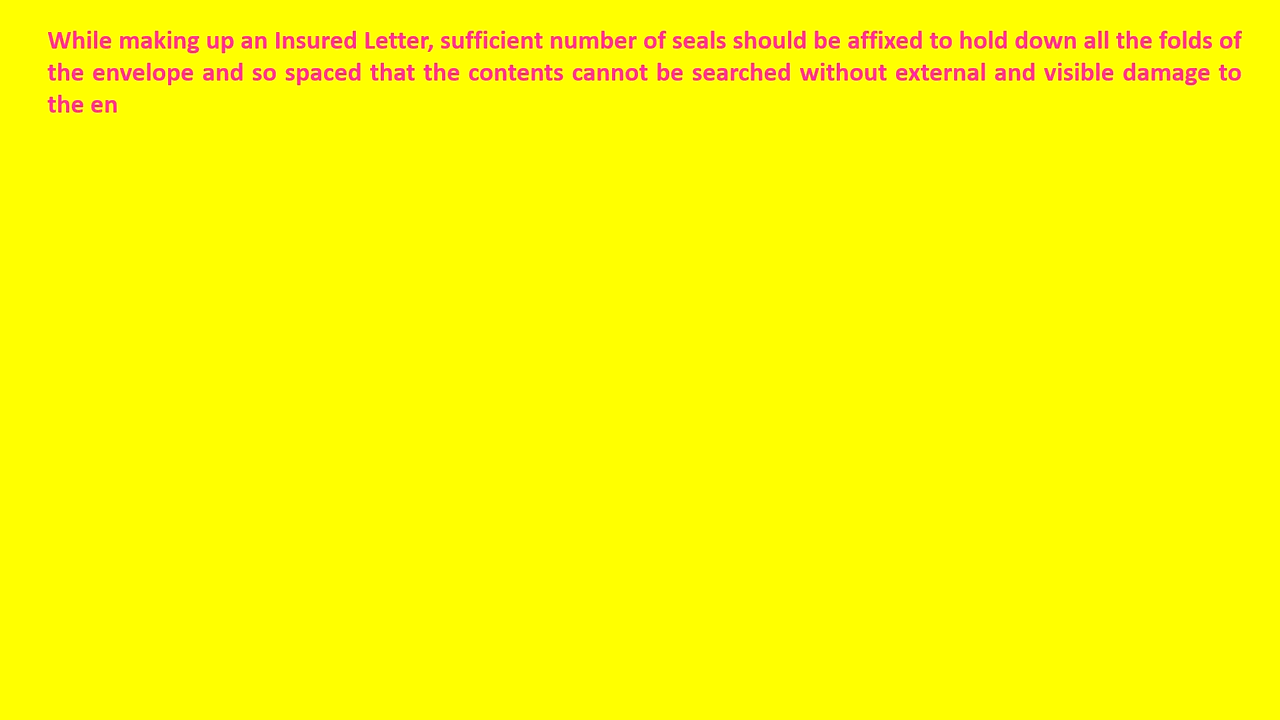 While making up an Insured Letter, sufficient number of seals should be affixed to hold down all the folds of
the envelope and so spaced that the contents cannot be searched without external and visible damage to
the en